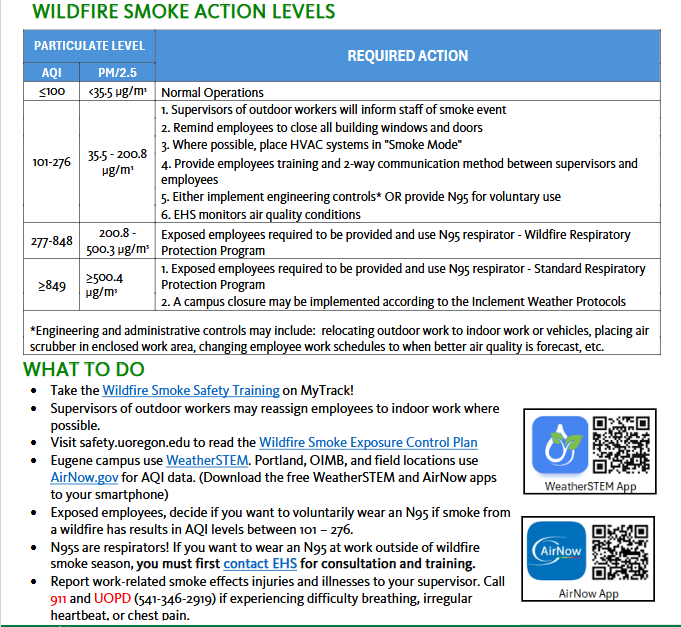 WILDFIRE SMOKE ACTION LEVELS
PARTICULATE LEVEL
REQUIRED ACTION
AQI
PM/2.5
≤100
<35.5 µg/m³
Normal Operations
101-276
35.5 - 200.8
µg/m³
1. Supervisors of outdoor workers will inform staff of smoke event
2. Remind employees to close all building windows and doors
3. Where possible, place HVAC systems in "Smoke Mode"
4. Provide employees training and 2-way communication method between supervisors and
employees
5. Either implement engineering controls* OR provide N95 for voluntary use
6. EHS monitors air quality conditions
277-848
200.8 -
500.3 µg/m³
Exposed employees required to be provided and use N95 respirator - Wildfire Respiratory
Protection Program
≥849
≥500.4
µg/m³
1. Exposed employees required to be provided and use N95 respirator - Standard Respiratory
Protection Program
2. A campus closure may be implemented according to the Inclement Weather Protocols
*Engineering and administrative controls may include: relocating outdoor work to indoor work or vehicles, placing air
scrubber in enclosed work area, changing employee work schedules to when better air quality is forecast, etc.
WHAT TO DO
• Take the Wildfire Smoke Safety Training on MyTrack!
• Supervisors of outdoor workers may reassign employees to indoor work where
possible.
• Visit safety.uoregon.edu to read the Wildfire Smoke Exposure Control Plan
• Eugene campus use WeatherSTEM. Portland, OIMB, and field locations use
AirNow.gov for AQI data. (Download the free WeatherSTEM and AirNow apps
to your smartphone)
• Exposed employees, decide if you want to voluntarily wear an N95 if smoke from
a wildfire has results in AQI levels between 101 – 276.
• N95s are respirators! If you want to wear an N95 at work outside of wildfire
smoke season, you must first contact EHS for consultation and training.
• Report work-related smoke effects injuries and illnesses to your supervisor. Call
911 and UOPD (541-346-2919) if experiencing difficulty breathing, irregular
heartbeat, or chest pain.
WeatherSTEM App
AirNow
AirNow App